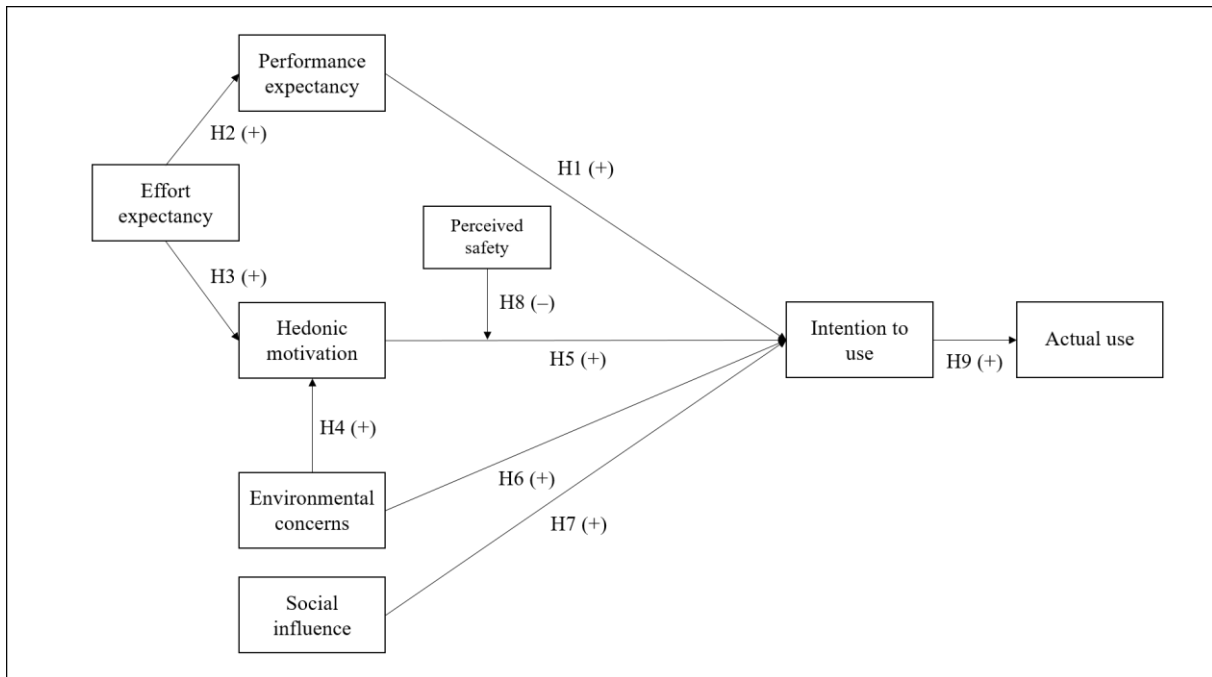 Performance
expectancy
H2 (+)
H1 (+)
Effort
expectancy
Perceived
safety
H3 (+)
H8 (–)
Hedonic
motivation
Intention to
use
Actual use
H5 (+)
H9 (+)
H4 (+)
H6 (+)
Environmental
concerns
H7 (+)
Social
influence